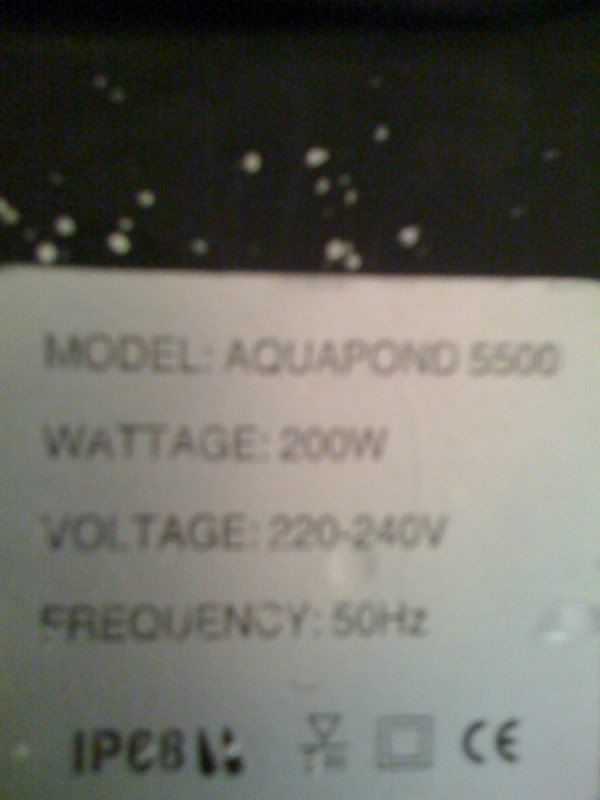 MODEL: AQUAPOND 5500
WATTAGE: 200W
VOLTAGE: 220-240V
FREQUENCY: 50Hz
IP68 CE